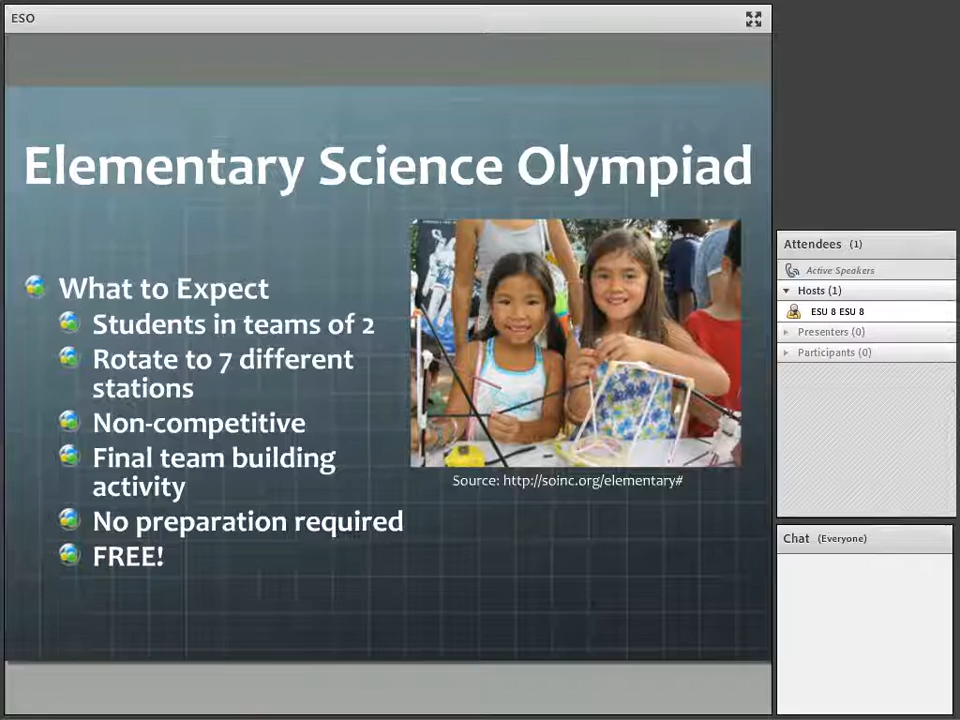 ESO
Elementary Science Olympiad
What to Expect
Students in teams of 2
Rotate to 7 different
stations
Non-competitive
Final team building
activity
No preparation required
FREE!
Source: http://soinc.org/elementary#
Attendees (1)
Active Speakers
Hosts (1)
ESU 8 ESU 8
Presenters (0)
Participants (0)
Chat (Everyone)